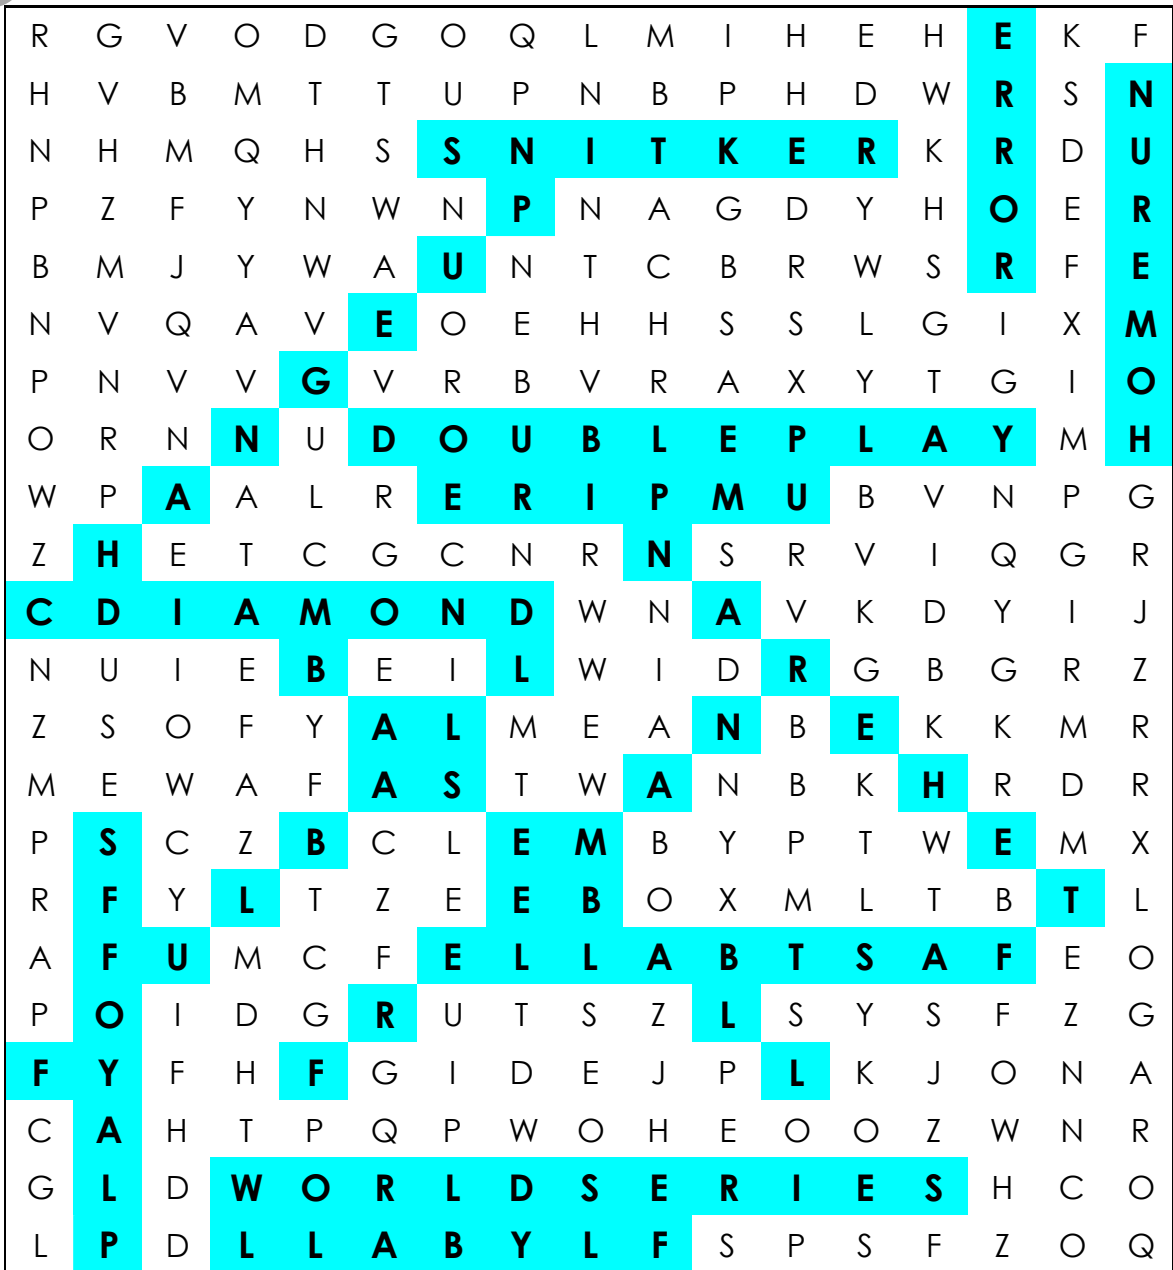 R G V O D G O Q L M I H E H E K F
H V B M T T U P N B P H D W R S N
N H M Q H S S N I T K E R K R D U
P Z F Y N W N P N A G D Y H O E R
B M J Y W A U N T C B R W S R F E
N V Q A V E O E H H S S L G I X M
P N V V G V R B V R A X Y T G I O
O R N N U D O U B L E P L A Y M H
W P A A L R E R I P M U B V N P G
Z H E T C G C N R N S R V I Q G R
C D I A M O N D W N A V K D Y I J
N U I E B E I L W I D R G B G R Z
Z S O F Y A L M E A N B E K K M R
M E W A F A S T W A N B K H R D R
P S C Z B C L E M B Y P T W E M X
R F Y L T Z E E B O X M L T B T L
A F U M C F E L L A B T S A F E O
P O I D G R U T S Z L S Y S F Z G
F Y F H F G I D E J P L K J O N A
C A H T P Q P W O H E O O Z W N R
G L D W O R L D S E R I E S H C O
L P D L L A B Y L F S P S F Z O Q